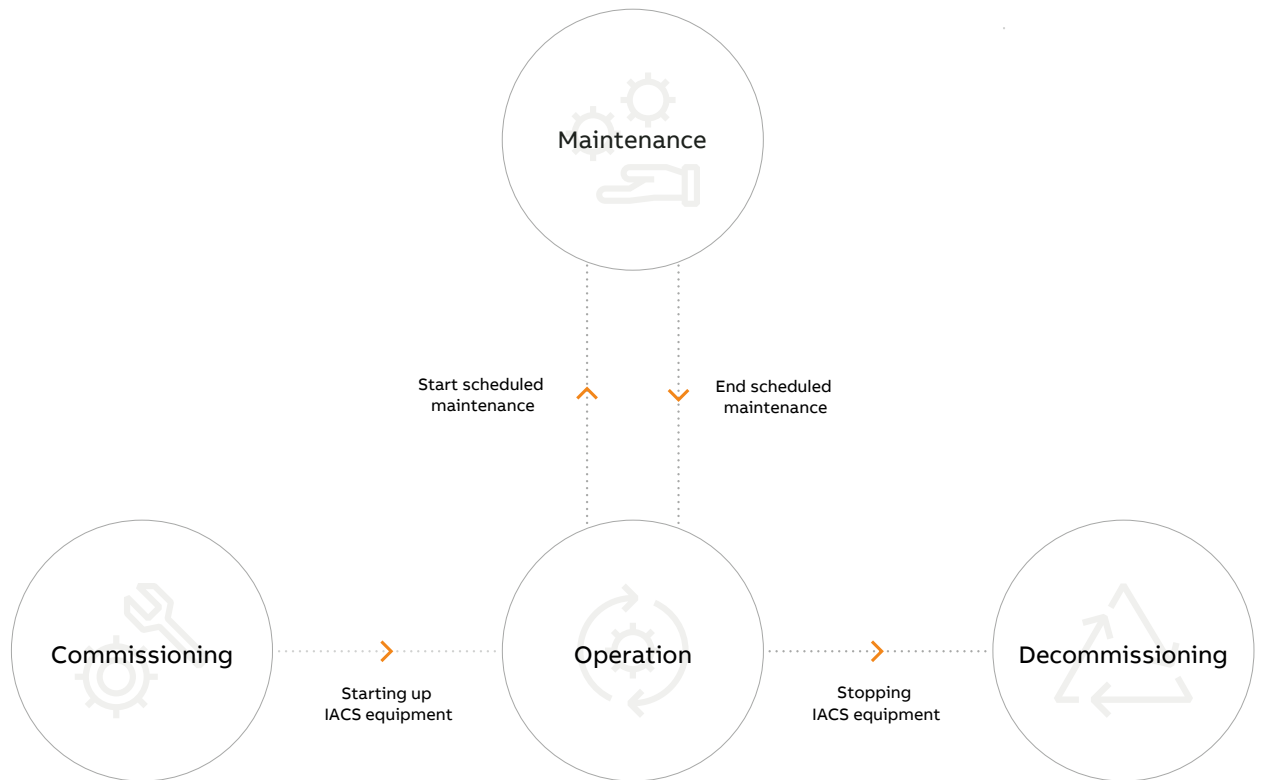 Maintenance
Start scheduled
maintenance
End scheduled
maintenance
Commissioning
Starting up
IACS equipment
Operation
Stopping
IACS equipment
Decommissioning